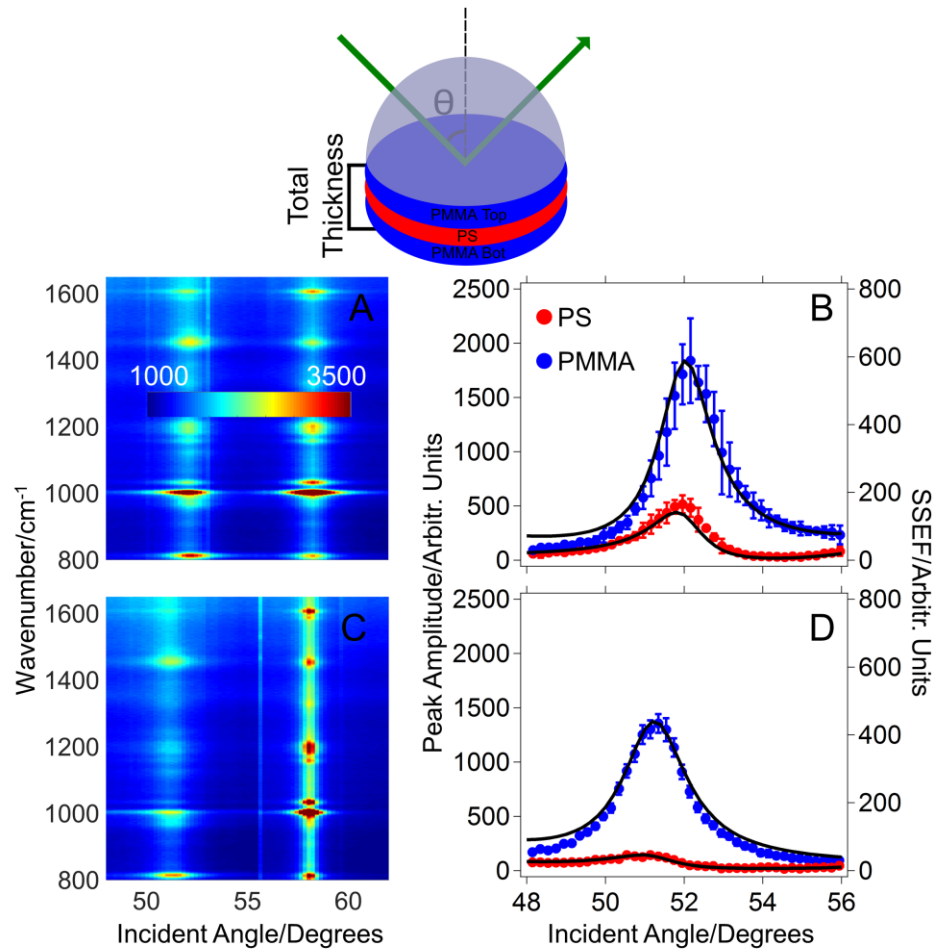 θ
Total
Thickness
PMMA Top
PS
PMMA Bot
A
1600
1400
1200
1000
800
1000 3500
B
PS
PMMA
2500
2000
1500
1000
500
0
800
600
400
200
0
C
1600
1400
1200
1000
800
50 55 60
D
2500
2000
1500
1000
500
0
800
600
400
200
0
48 50 52 54 56
Wavenumber/cm⁻¹
Peak Amplitude/Arbitr. Units
SSEF/Arbitr. Units
Incident Angle/Degrees
Incident Angle/Degrees